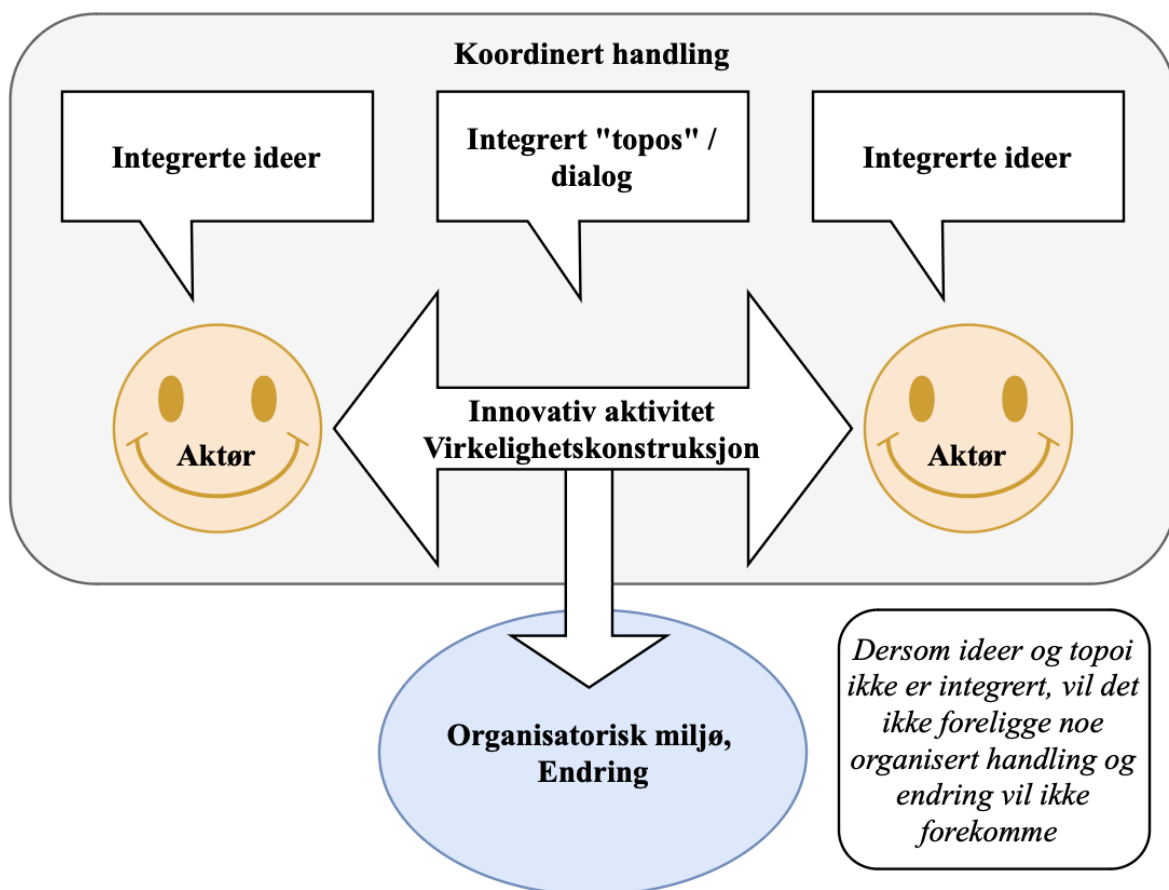 Koordinert handling
Integrerte ideer
Integrert "topos" /
dialog
Integrerte ideer
Aktør
Innovativ aktivitet
Virkelighetskonstruksjon
Aktør
Organisatorisk miljø,
Endring
Dersom ideer og topoi
ikke er integrert, vil det
ikke foreligge noe
organisert handling og
endring vil ikke
forekomme